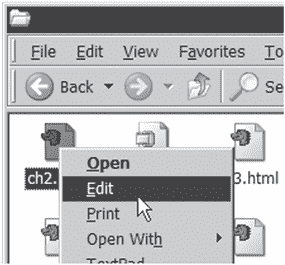 File Edit View Favorites
Back
ch2.
3.html
Open
Edit
Print
Open With
TextPad